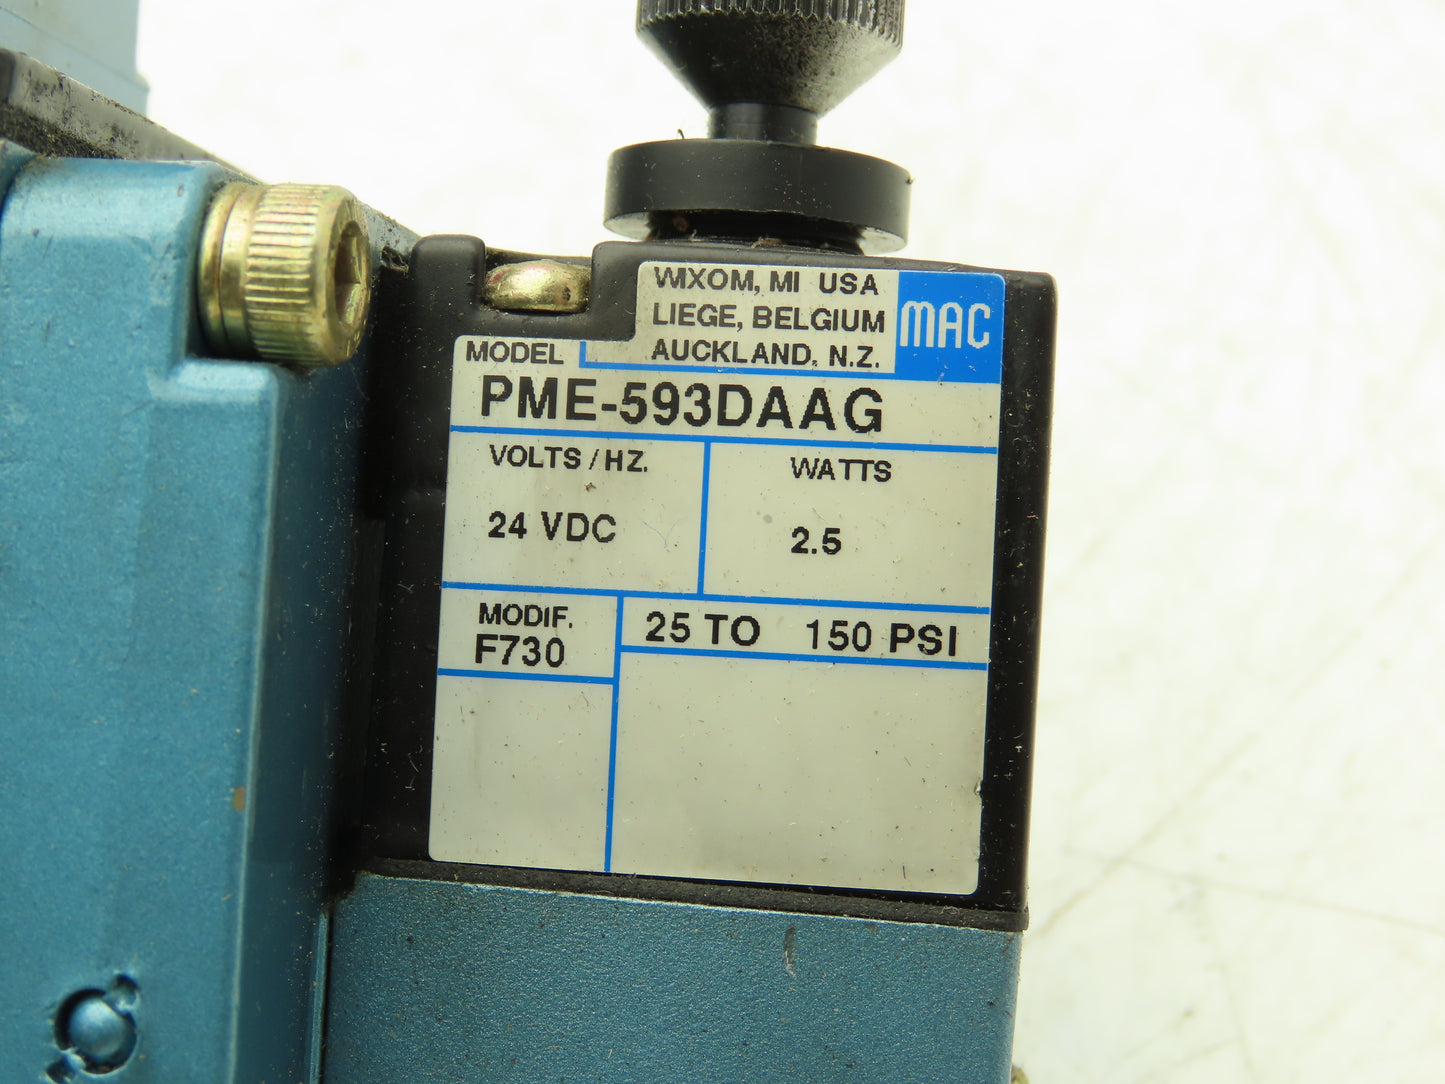 WIXOM, MI USA
LIEGE, BELGIUM
AUCKLAND, N.Z.
MAC
MODEL
PME-593DAAG
VOLTS/HZ.
24 VDC
WATTS
2.5
MODIF.
F730
25 TO 150 PSI